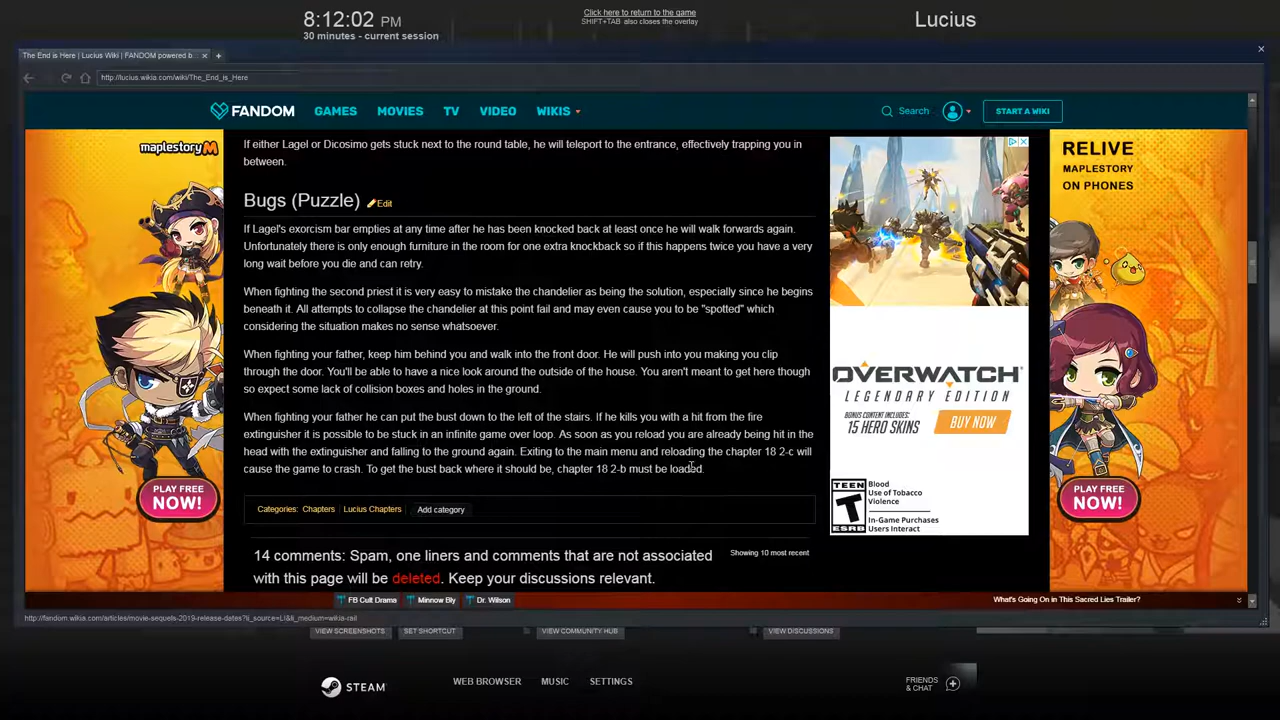 8:12:02 PM
30 minutes - current session
Click here to return to the game
SHIFT+TAB also closes the overlay
Lucius
The End is Here | Lucius Wiki | FANDOM powered b...
http://lucius.wikia.com/wiki/The_End_is_Here
FANDOM GAMES MOVIES TV VIDEO WIKIS Search START A WIKI
maplestory M
If either Lagel or Dicosimo gets stuck next to the round table, he will teleport to the entrance, effectively trapping you in
between.
Bugs (Puzzle) Edit
If Lagel's exorcism bar empties at any time after he has been knocked back at least once he will walk forwards again.
Unfortunately there is only enough furniture in the room for one extra knockback so if this happens twice you have a very
long wait before you die and can retry.
When fighting the second priest it is very easy to mistake the chandelier as being the solution, especially since he begins
beneath it. All attempts to collapse the chandelier at this point fail and may even cause you to be "spotted" which
considering the situation makes no sense whatsoever.
When fighting your father, keep him behind you and walk into the front door. He will push into you making you clip
through the door. You'll be able to have a nice look around the outside of the house. You aren't meant to get here though
so expect some lack of collision boxes and holes in the ground.
When fighting your father he can put the bust down to the left of the stairs. If he kills you with a hit from the fire
extinguisher it is possible to be stuck in an infinite game over loop. As soon as you reload you are already being hit in the
head with the extinguisher and falling to the ground again. Exiting to the main menu and reloading the chapter 18 2-c will
cause the game to crash. To get the bust back where it should be, chapter 18 2-b must be loaded.
Categories: Chapters Lucius Chapters Add category
14 comments: Spam, one liners and comments that are not associated
with this page will be deleted. Keep your discussions relevant.
Showing 10 most recent
PLAY FREE
NOW!
OVERWATCH
LEGENDARY EDITION
BONUS CONTENT INCLUDES:
15 HERO SKINS
BUY NOW
TEEN
T
ESRB
Blood
Use of Tobacco
Violence
In-Game Purchases
Users Interact
RELIVE
MAPLESTORY
ON PHONES
PLAY FREE
NOW!
FB Cult Drama Minnow Bly Dr. Wilson
What's Going On in This Sacred Lies Trailer?
http://fandom.wikia.com/articles/movie-sequels-2019-release-dates?li_source=LI&li_medium=wikia-rail
VIEW SCREENSHOTS SET SHORTCUT VIEW COMMUNITY HUB VIEW DISCUSSIONS
STEAM WEB BROWSER MUSIC SETTINGS
FRIENDS
& CHAT